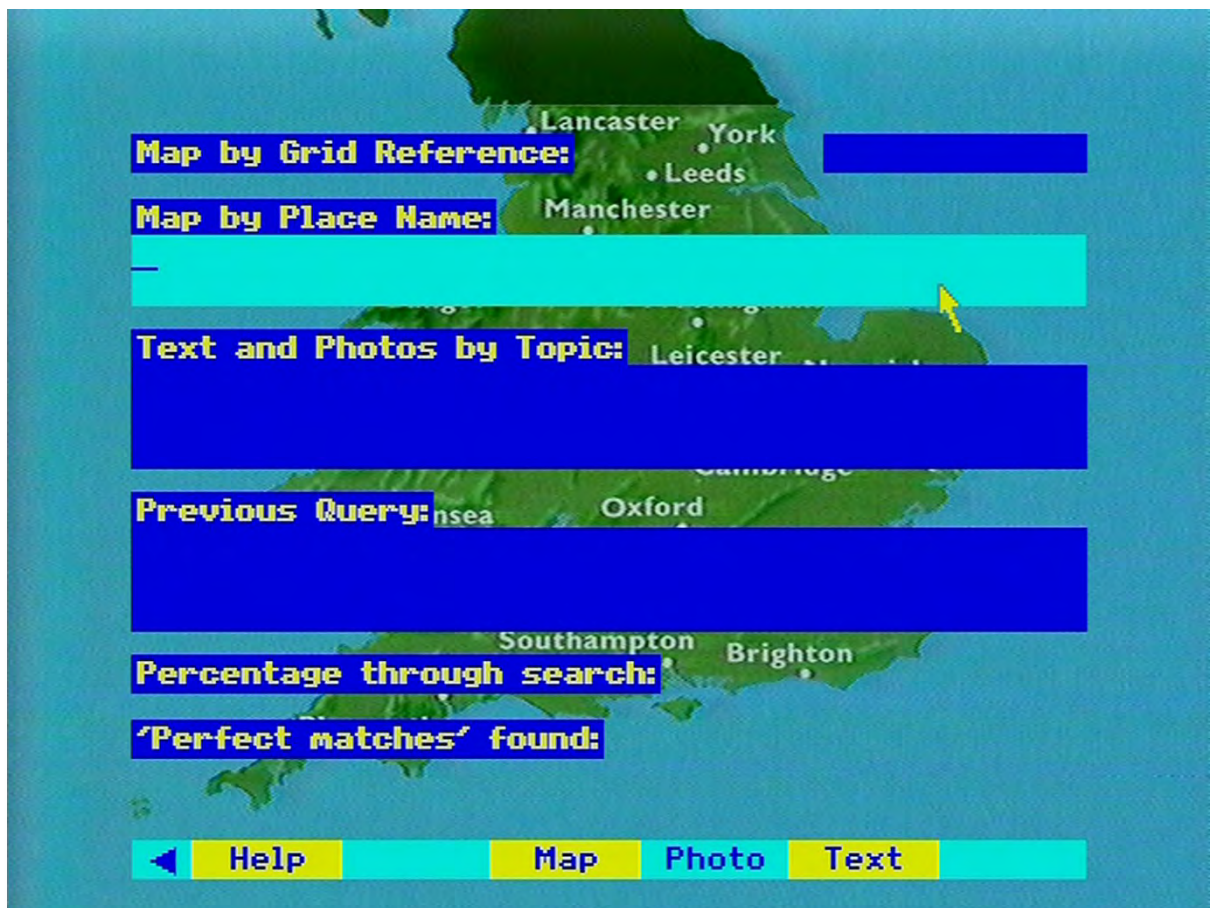 Lancaster
York
Map by Grid Reference:
Leeds
Map by Place Name:
Manchester
Text and Photos by Topic:
Leicester
Cambridge
Previous Query:
nsea
Oxford
Southampton
Brighton
Percentage through search:
'Perfect matches' found:
Help Map Photo Text